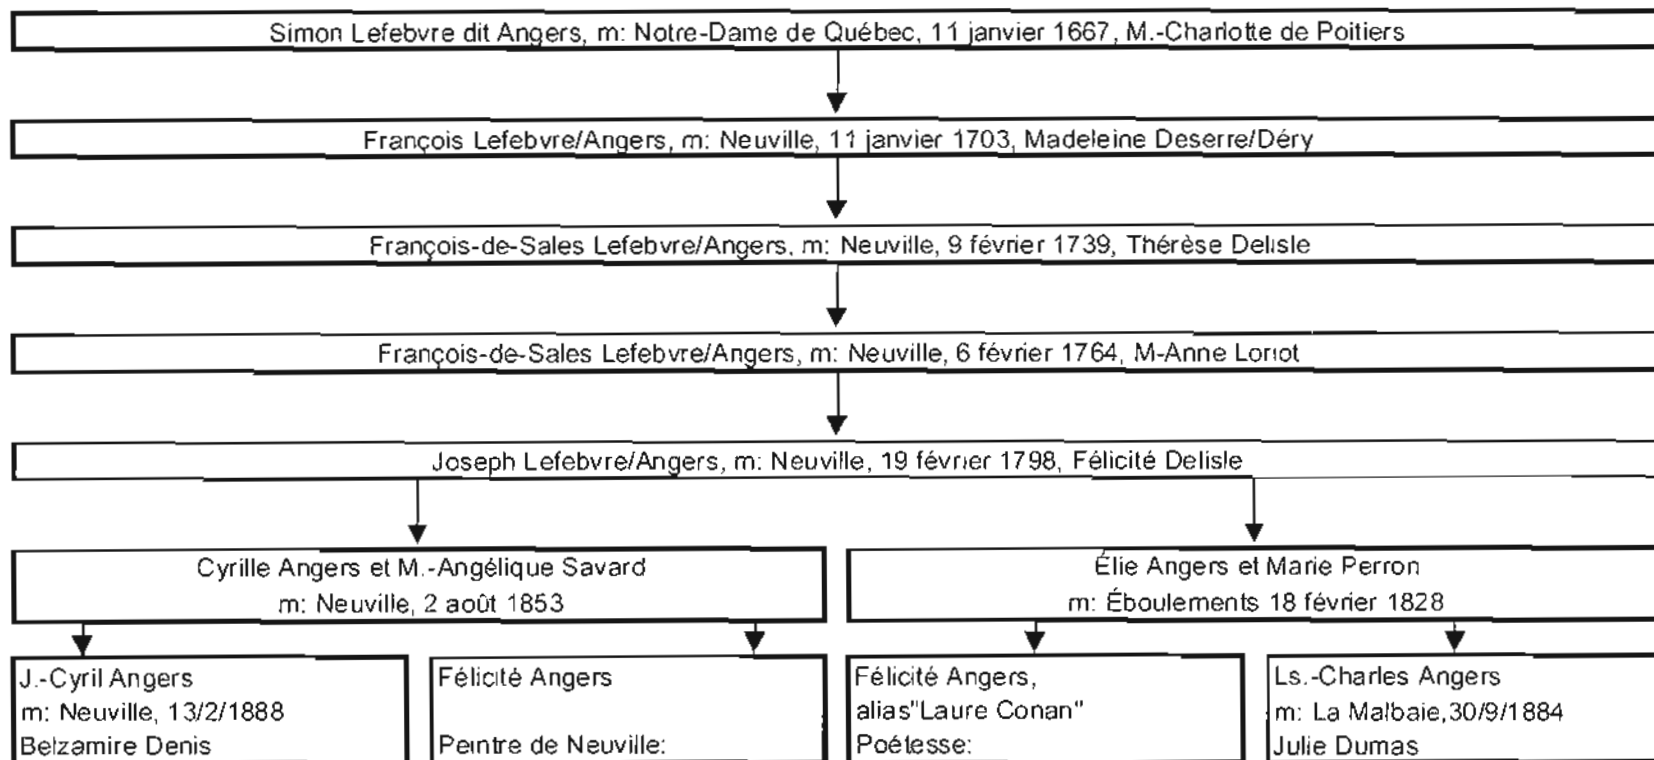 Simon Lefebvre dit Angers, m: Notre-Dame de Québec, 11 janvier 1667, M.-Charlotte de Poitiers
François Lefebvre/Angers, m: Neuville, 11 janvier 1703, Madeleine Deserre/Déry
François-de-Sales Lefebvre/Angers, m: Neuville, 9 février 1739, Thérèse Delisle
François-de-Sales Lefebvre/Angers, m: Neuville, 6 février 1764, M-Anne Loriot
Joseph Lefebvre/Angers, m: Neuville, 19 février 1798, Félicité Delisle
Cyrille Angers et M.-Angélique Savard
m: Neuville, 2 août 1853
Élie Angers et Marie Perron
m: Éboulements 18 février 1828
J.-Cyril Angers
m: Neuville, 13/2/1888
Belzamire Denis
Félicité Angers
Peintre de Neuville:
Félicité Angers,
alias"Laure Conan"
Poétesse:
Ls.-Charles Angers
m: La Malbaie,30/9/1884
Julie Dumas